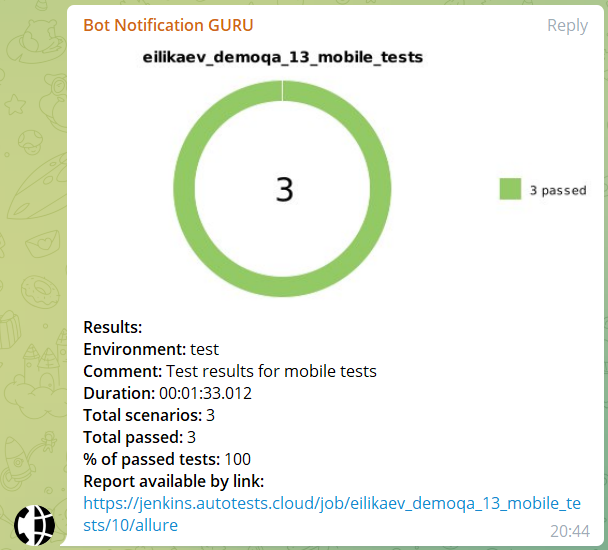 Bot Notification GURU
Reply
eilikaev_demoqa_13_mobile_tests
3
3 passed
Results:
Environment: test
Comment: Test results for mobile tests
Duration: 00:01:33.012
Total scenarios: 3
Total passed: 3
% of passed tests: 100
Report available by link:
https://jenkins.autotests.cloud/job/eilikaev_demoqa_13_mobile_te
sts/10/allure
20:44